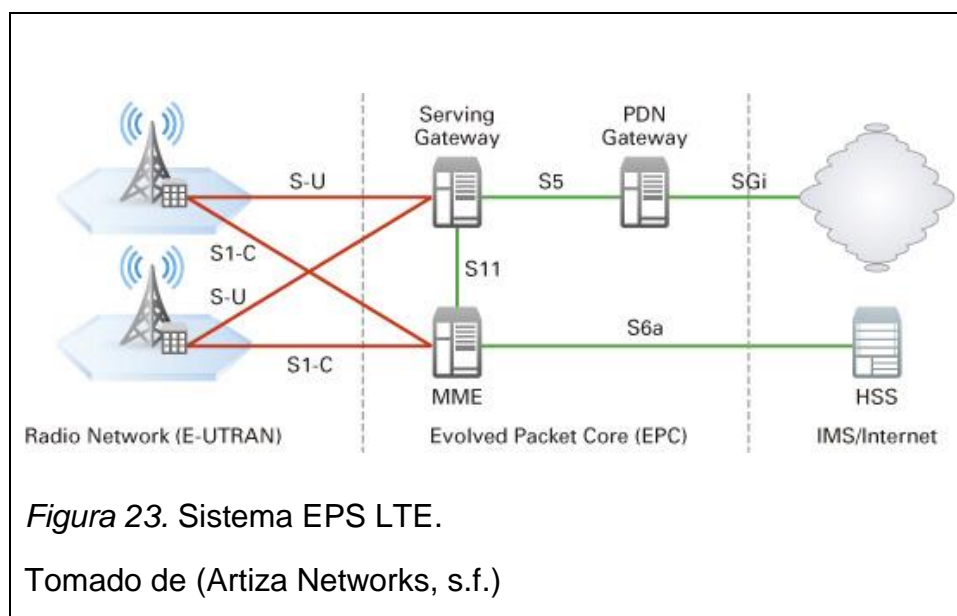 Serving
Gateway
PDN
Gateway
S-U
S5
SGi
S1-C
S11
S-U
S6a
S1-C
MME
HSS
Radio Network (E-UTRAN)
Evolved Packet Core (EPC)
IMS/Internet
Figura 23. Sistema EPS LTE.
Tomado de (Artiza Networks, s.f.)